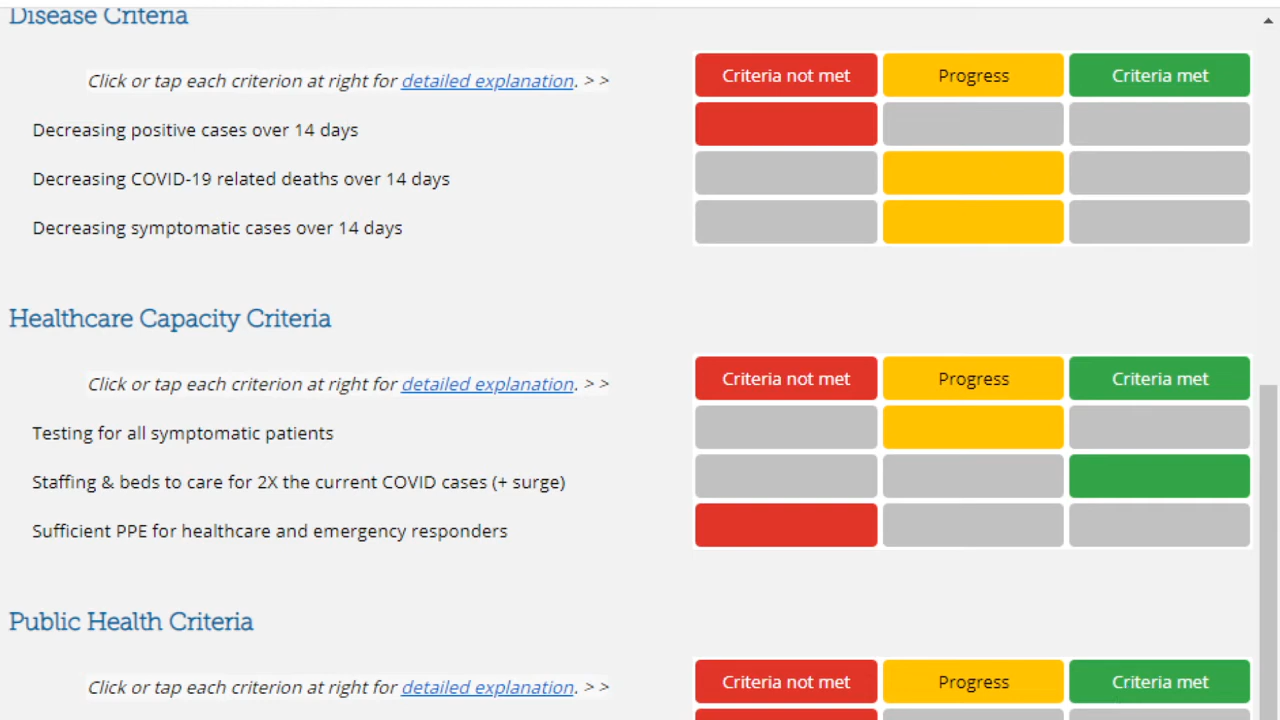 Disease Criteria
Click or tap each criterion at right for detailed explanation. > >
Criteria not met Progress Criteria met
Decreasing positive cases over 14 days
Decreasing COVID-19 related deaths over 14 days
Decreasing symptomatic cases over 14 days
Healthcare Capacity Criteria
Click or tap each criterion at right for detailed explanation. > >
Criteria not met Progress Criteria met
Testing for all symptomatic patients
Staffing & beds to care for 2X the current COVID cases (+ surge)
Sufficient PPE for healthcare and emergency responders
Public Health Criteria
Click or tap each criterion at right for detailed explanation. > >
Criteria not met Progress Criteria met